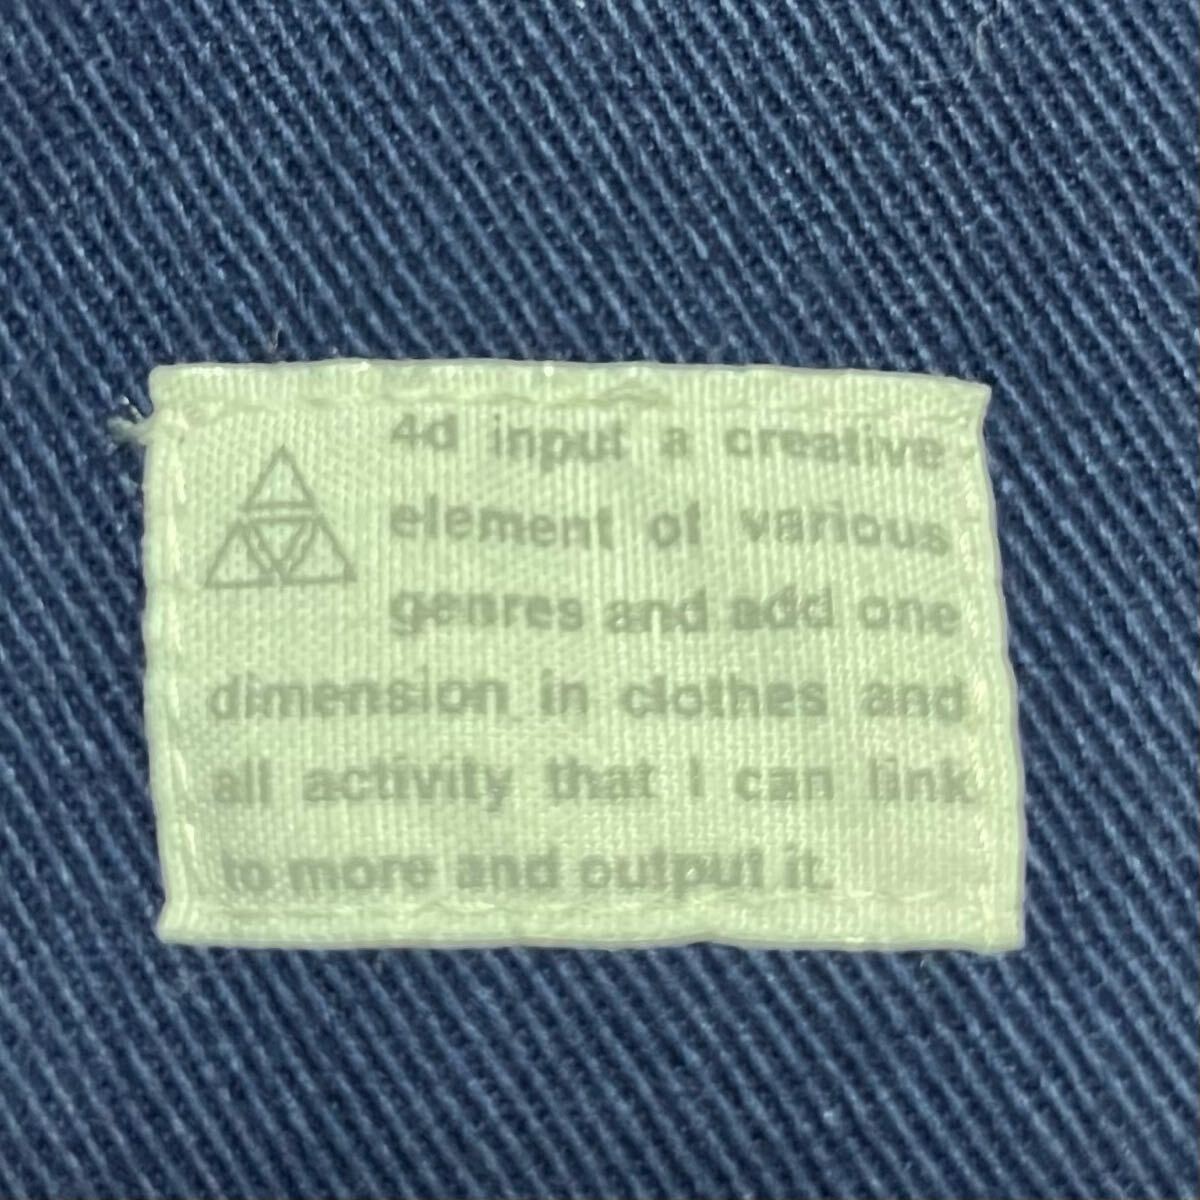 4d input a creative
element of various
genres and add one
dimension in clothes and
all activity that I can link
to more and output it.